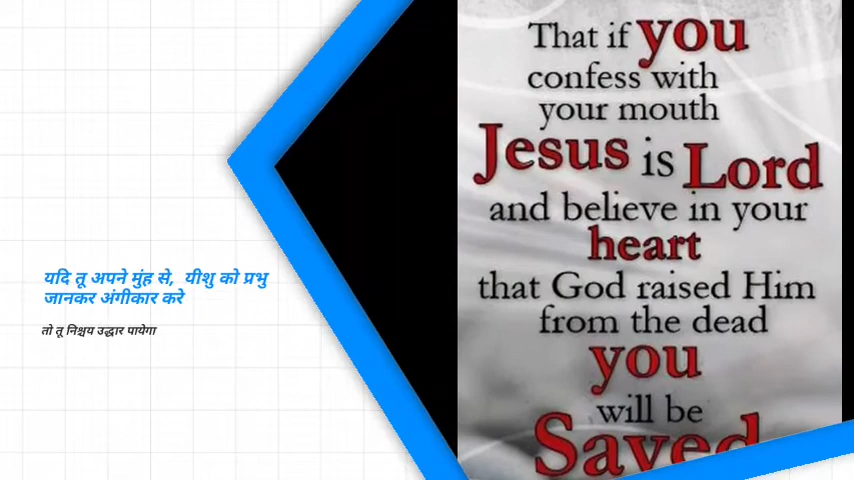 यदि तू अपने मुंह से, यीशु को प्रभु
जानकर अंगीकार करे
तो तू निश्चय उद्धार पायेगा
That if you
confess with
your mouth
Jesus is Lord
and believe in your
heart
that God raised Him
from the dead
you
will be
Saved